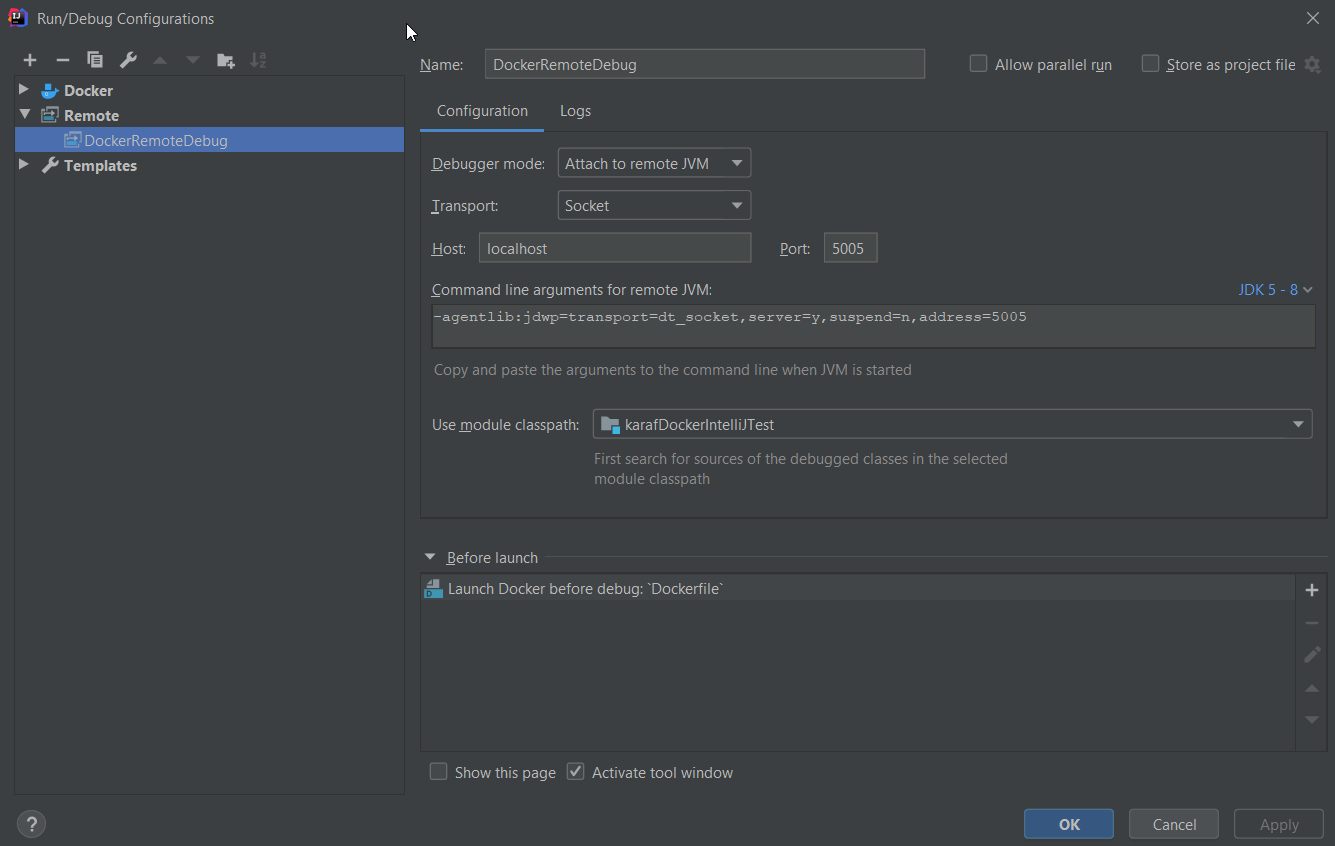 Run/Debug Configurations
Docker
Remote
DockerRemoteDebug
Templates
Name: DockerRemoteDebug Allow parallel run Store as project file
Configuration Logs
Debugger mode: Attach to remote JVM
Transport: Socket
Host: localhost Port: 5005
Command line arguments for remote JVM: JDK 5 - 8
-agentlib:jdwp=transport=dt_socket,server=y,suspend=n,address=5005
Copy and paste the arguments to the command line when JVM is started
Use module classpath: karafDockerIntelliJTest
First search for sources of the debugged classes in the selected
module classpath
Before launch
Launch Docker before debug: `Dockerfile`
Show this page Activate tool window
? OK Cancel Apply